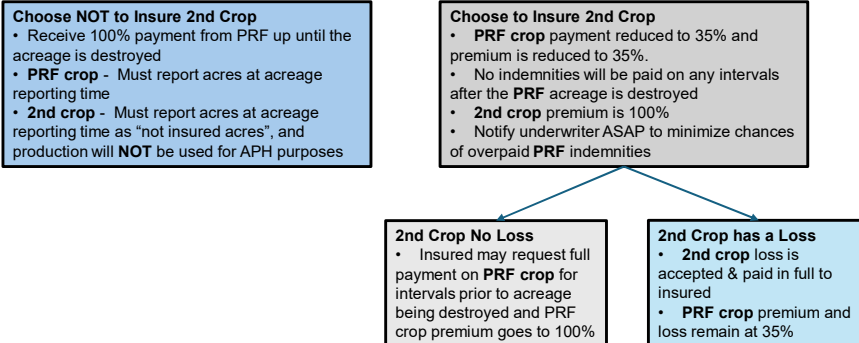 Choose NOT to Insure 2nd Crop
• Receive 100% payment from PRF up until the
acreage is destroyed
• PRF crop - Must report acres at acreage
reporting time
• 2nd crop - Must report acres at acreage
reporting time as “not insured acres”, and
production will NOT be used for APH purposes
Choose to Insure 2nd Crop
• PRF crop payment reduced to 35% and
premium is reduced to 35%.
• No indemnities will be paid on any intervals
after the PRF acreage is destroyed
• 2nd crop premium is 100%
• Notify underwriter ASAP to minimize chances
of overpaid PRF indemnities
2nd Crop No Loss
• Insured may request full
payment on PRF crop for
intervals prior to acreage
being destroyed and PRF
crop premium goes to 100%
2nd Crop has a Loss
• 2nd crop loss is
accepted & paid in full to
insured
• PRF crop premium and
loss remain at 35%